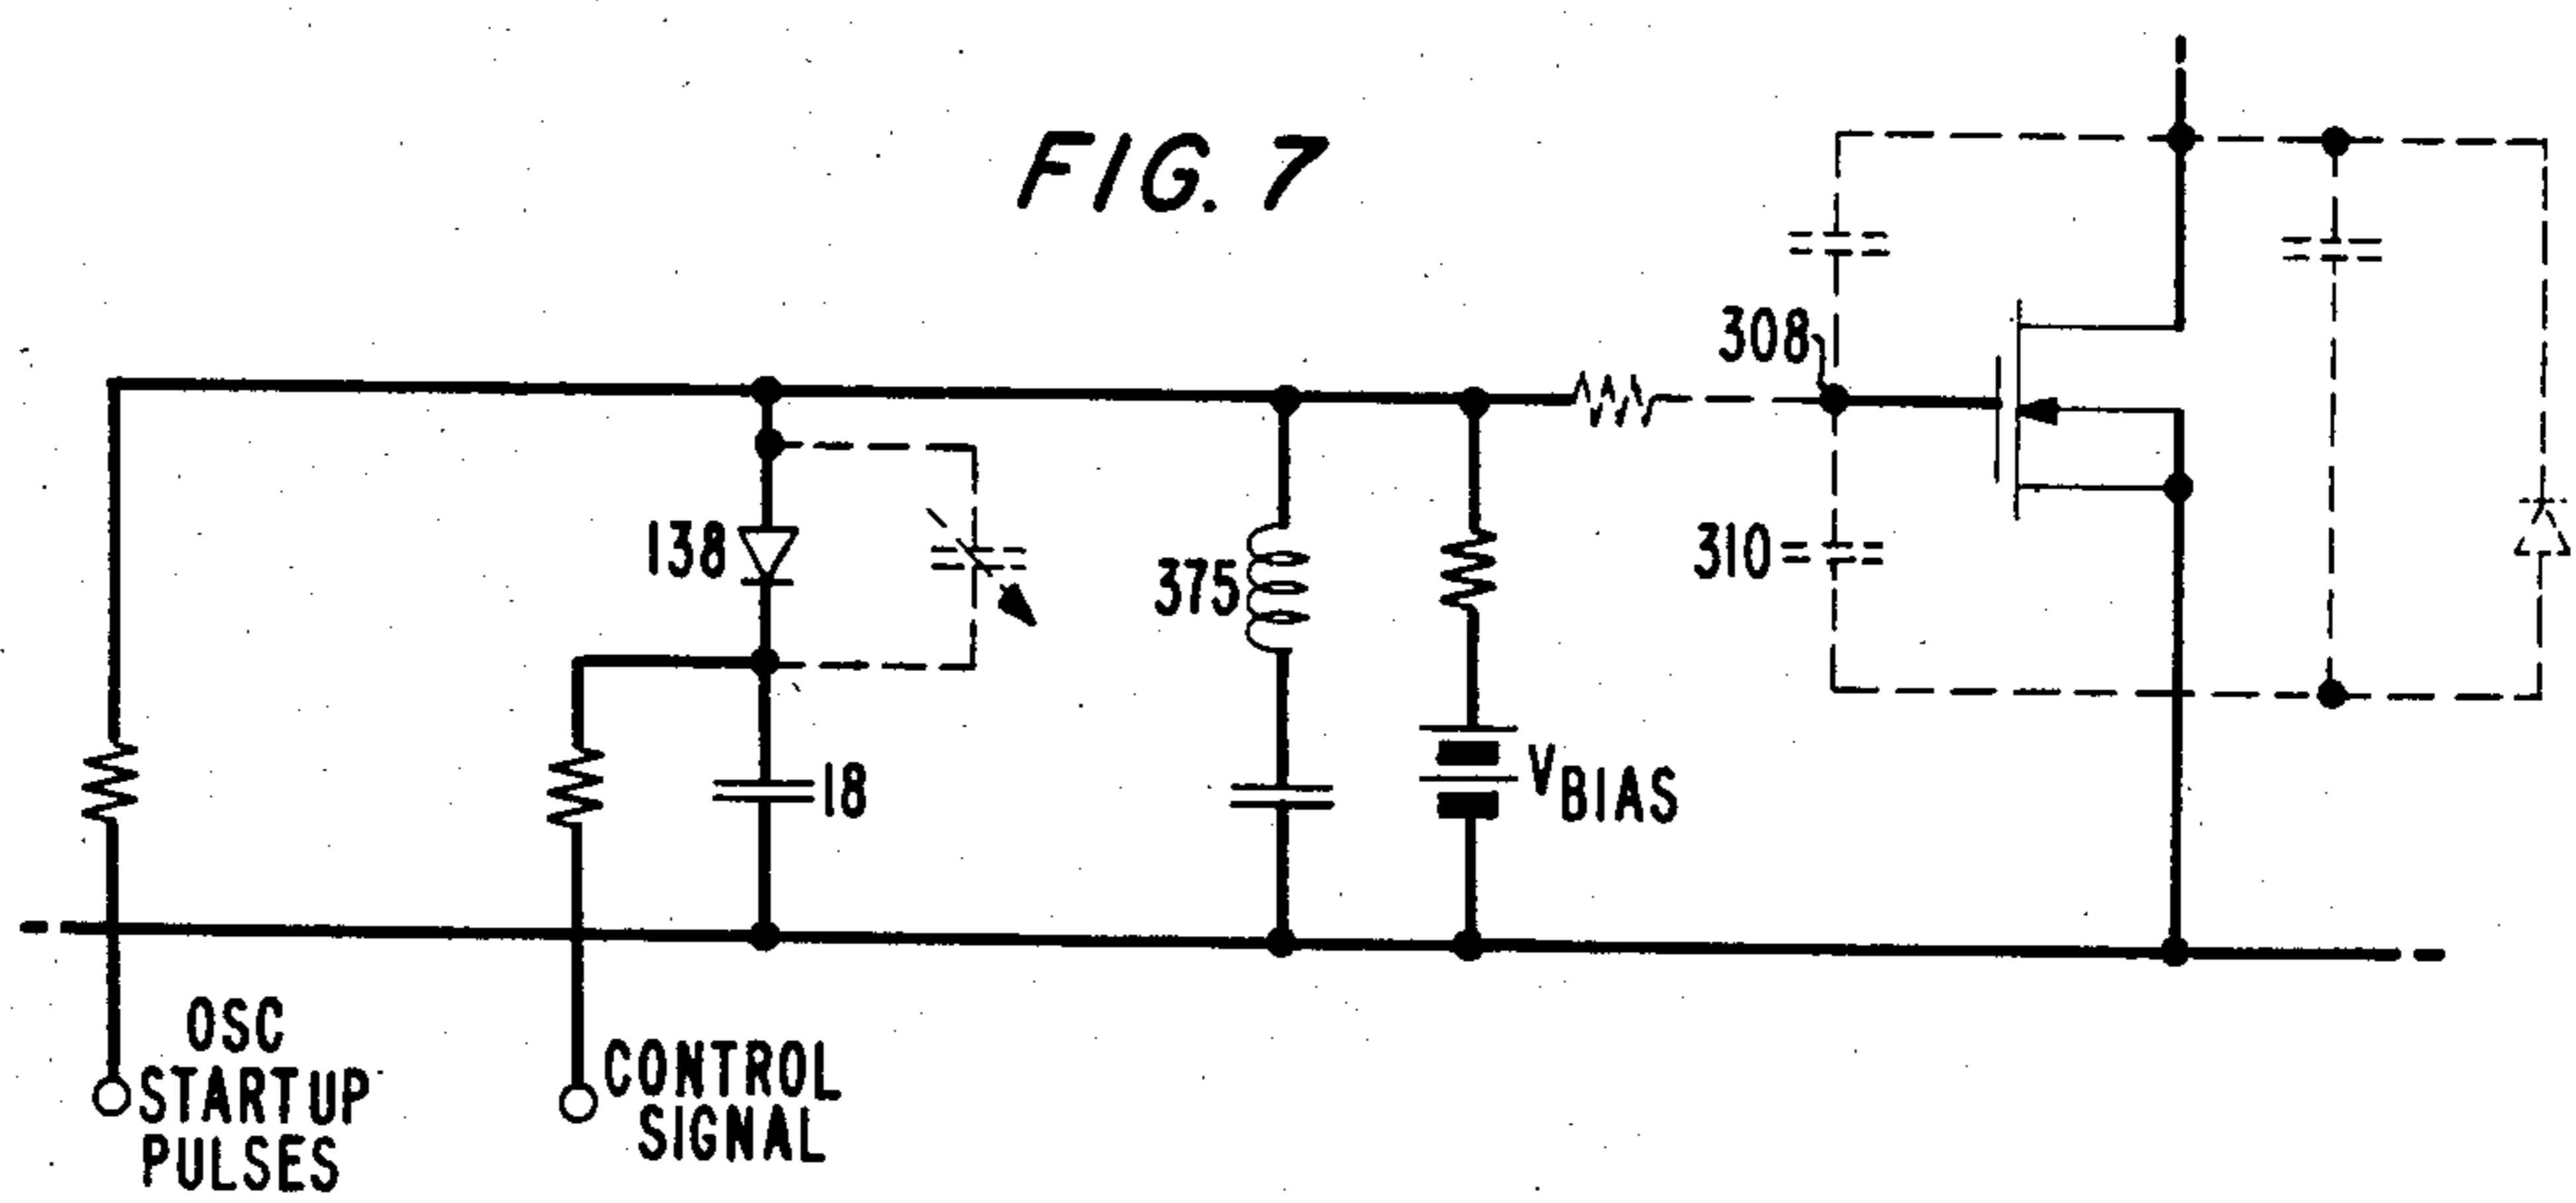 FIG. 7
308
138
375
310
18
VBIAS
OSC
STARTUP
PULSES
CONTROL
SIGNAL